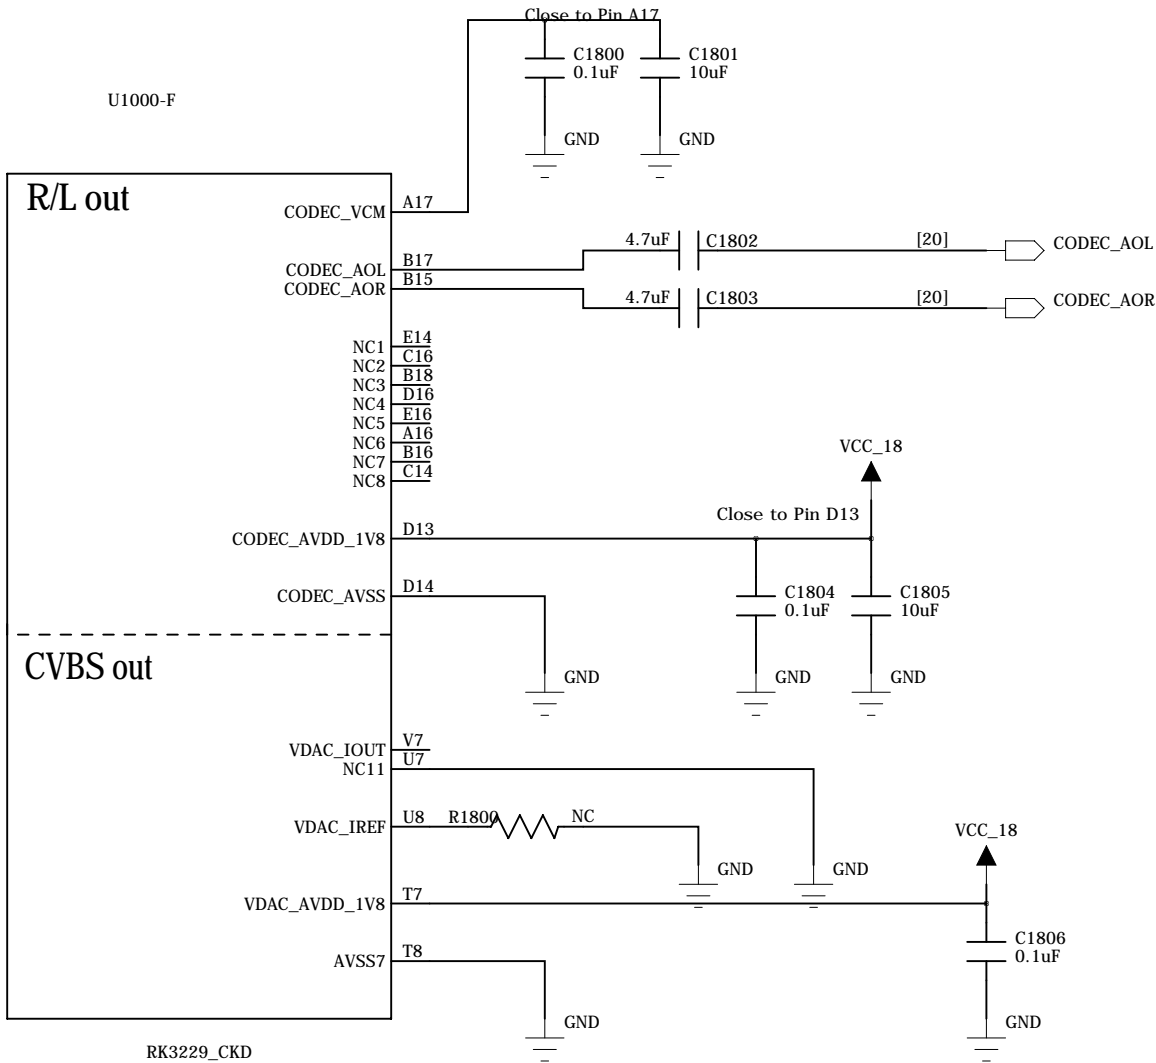 Close to Pin A17
C1800
0.1uF
C1801
10uF
U1000-F
GND
GND
R/L out
CODEC_VCM
A17
4.7uF
C1802
[20]
CODEC_AOL
CODEC_AOL
B17
CODEC_AOR
B15
4.7uF
C1803
[20]
CODEC_AOR
NC1
E14
NC2
C16
NC3
B18
NC4
D16
NC5
E16
NC6
A16
NC7
B16
NC8
C14
VCC_18
Close to Pin D13
CODEC_AVDD_1V8
D13
C1804
0.1uF
C1805
10uF
CODEC_AVSS
D14
GND
GND
GND
CVBS out
VDAC_IOUT
V7
NC11
U7
VDAC_IREF
U8
R1800
NC
VCC_18
GND
GND
VDAC_AVDD_1V8
T7
C1806
0.1uF
AVSS7
T8
GND
GND
RK3229_CKD